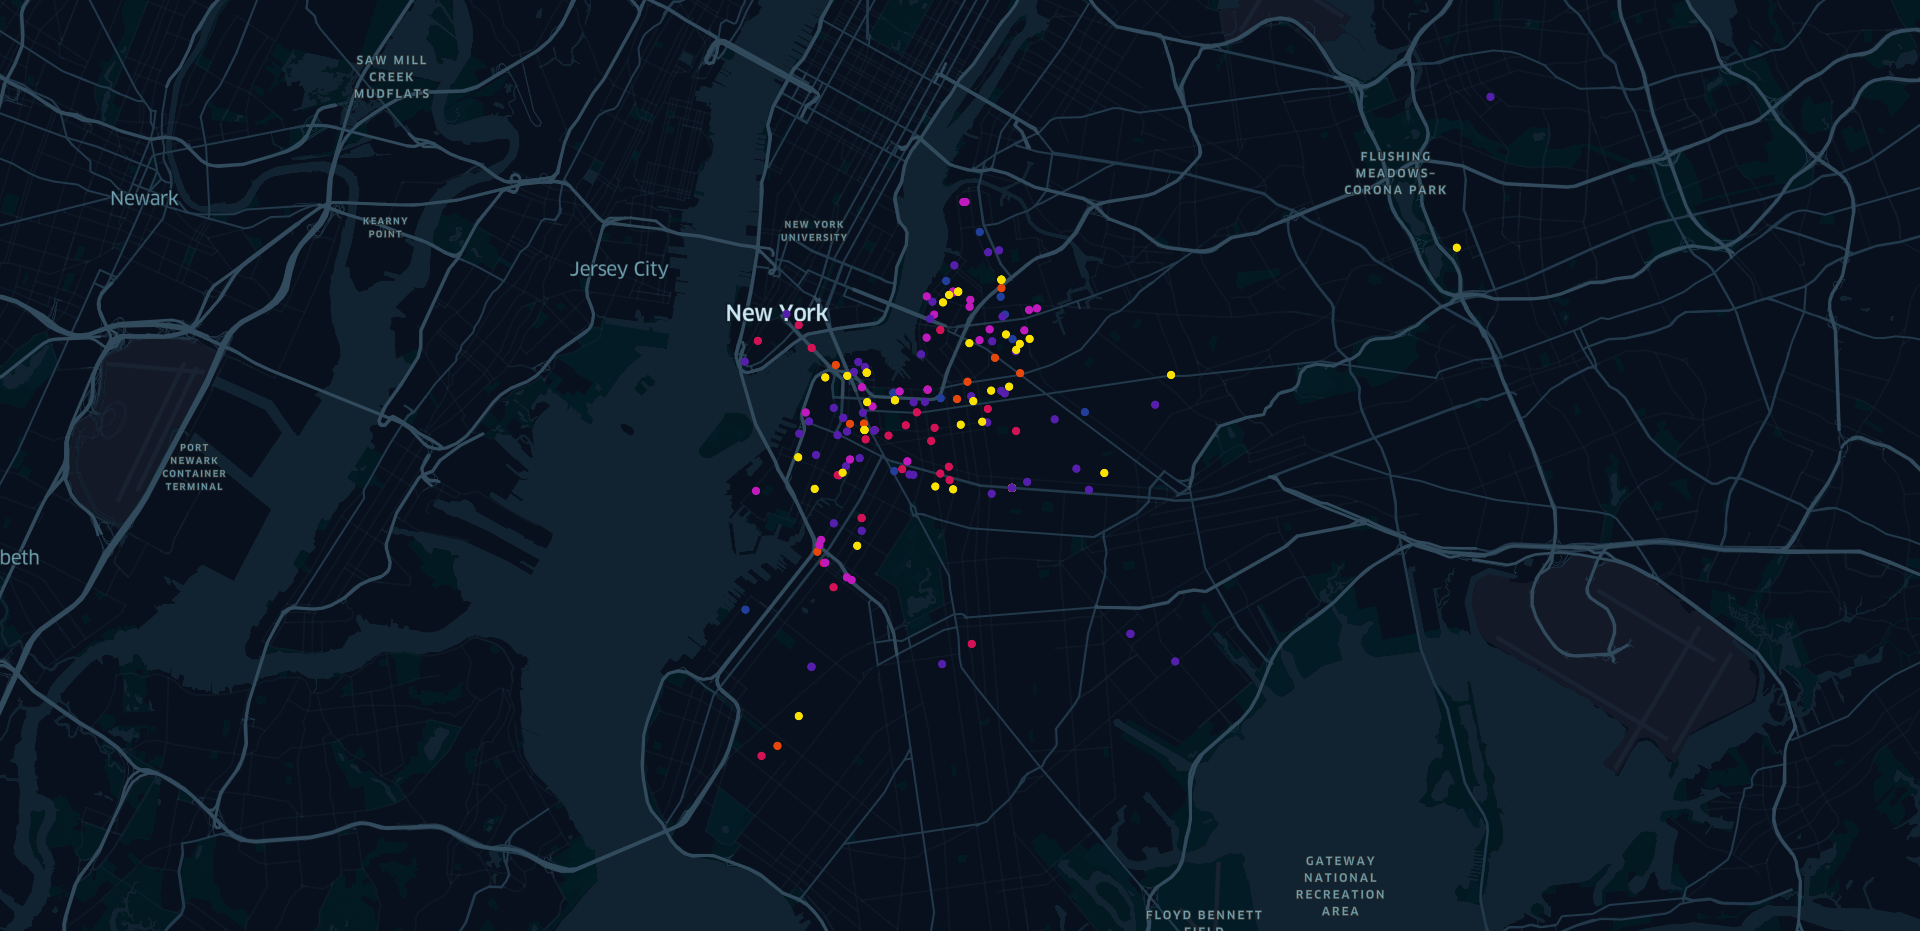 SAW MILL
CREEK
MUDFLATS
FLUSHING
MEADOWS–
CORONA PARK
Newark
KEARNY
POINT
NEW YORK
UNIVERSITY
Jersey City
New York
PORT
NEWARK
CONTAINER
TERMINAL
beth
GATEWAY
NATIONAL
RECREATION
AREA
FLOYD BENNETT
FIELD